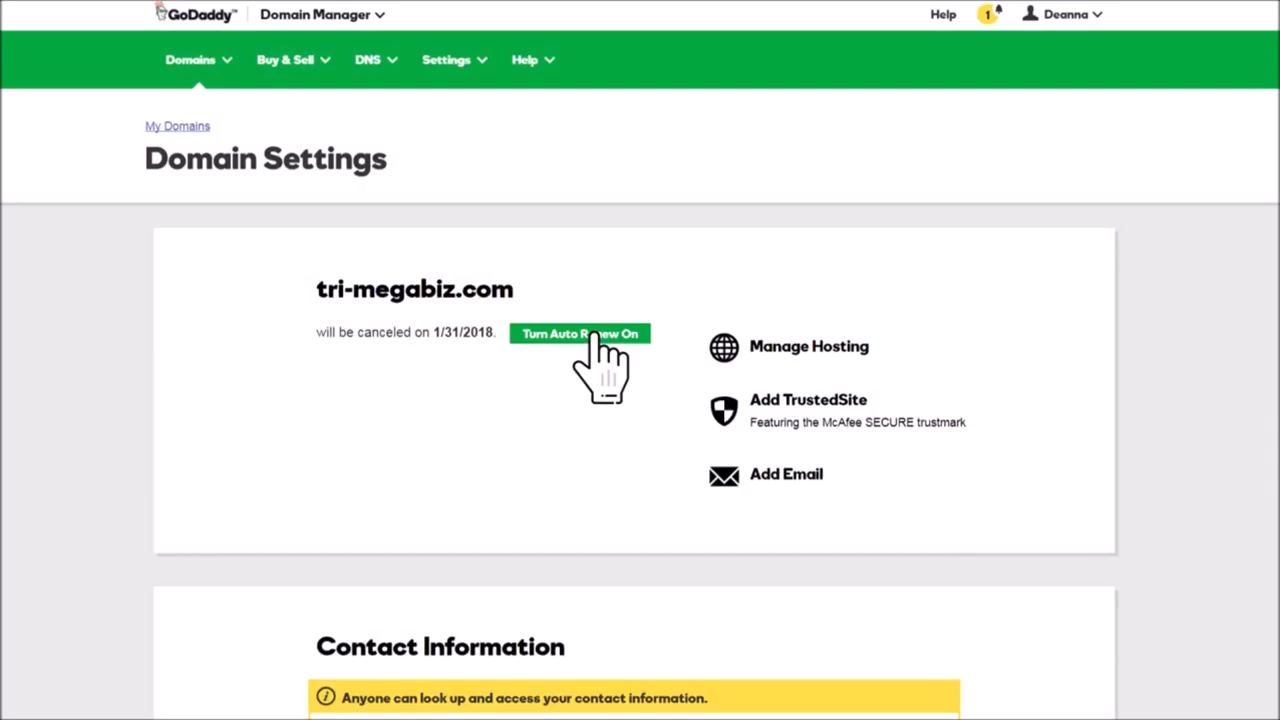 GoDaddy™ Domain Manager Help 1 Deanna
Domains Buy & Sell DNS Settings Help
My Domains
Domain Settings
tri-megabiz.com
will be canceled on 1/31/2018. Turn Auto Renew On
Manage Hosting
Add TrustedSite
Featuring the McAfee SECURE trustmark
Add Email
Contact Information
Anyone can look up and access your contact information.